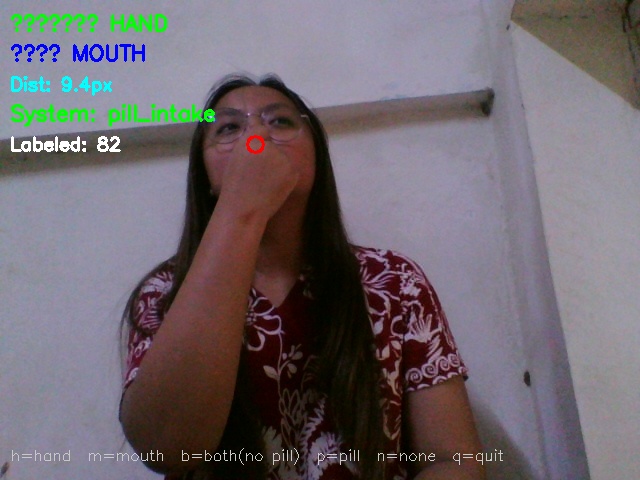 ??????? HAND
???? MOUTH
Dist: 9.4px
System: pill_intake
Labeled: 82
h=hand m=mouth b=both(no pill) p=pill n=none q=quit